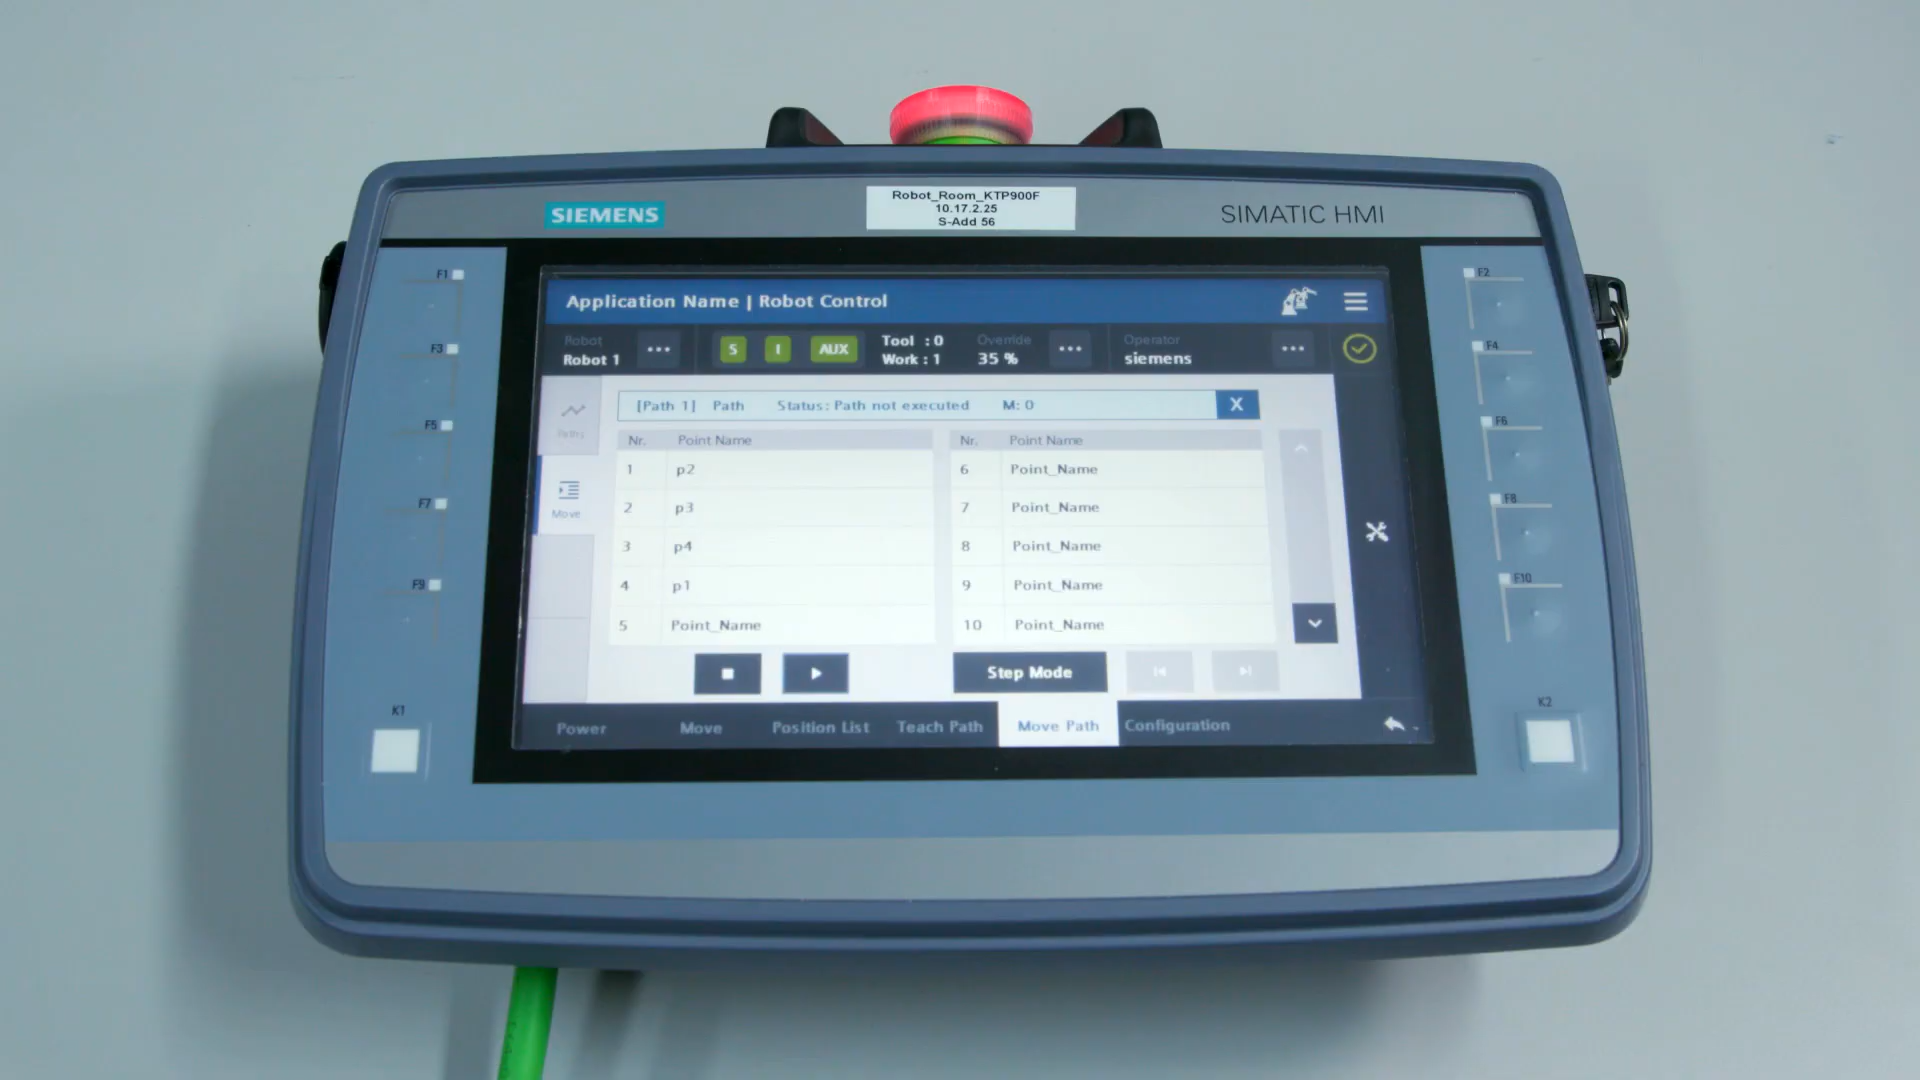 Robot_Room_KTP900F
10.17.2.25
S-Add 56
SIEMENS
SIMATIC HMI
F1
F2
F3
F4
F5
F6
F7
F8
F9
F10
K1
K2
Application Name | Robot Control
Robot
Robot 1
S I AUX
Tool : 0
Work : 1
Override
35 %
Operator
siemens
Paths
Move
[Path 1] Path Status: Path not executed M: 0 X
Nr. Point Name Nr. Point Name
1 p2 6 Point_Name
2 p3 7 Point_Name
3 p4 8 Point_Name
4 p1 9 Point_Name
5 Point_Name 10 Point_Name
Step Mode
Power Move Position List Teach Path Move Path Configuration